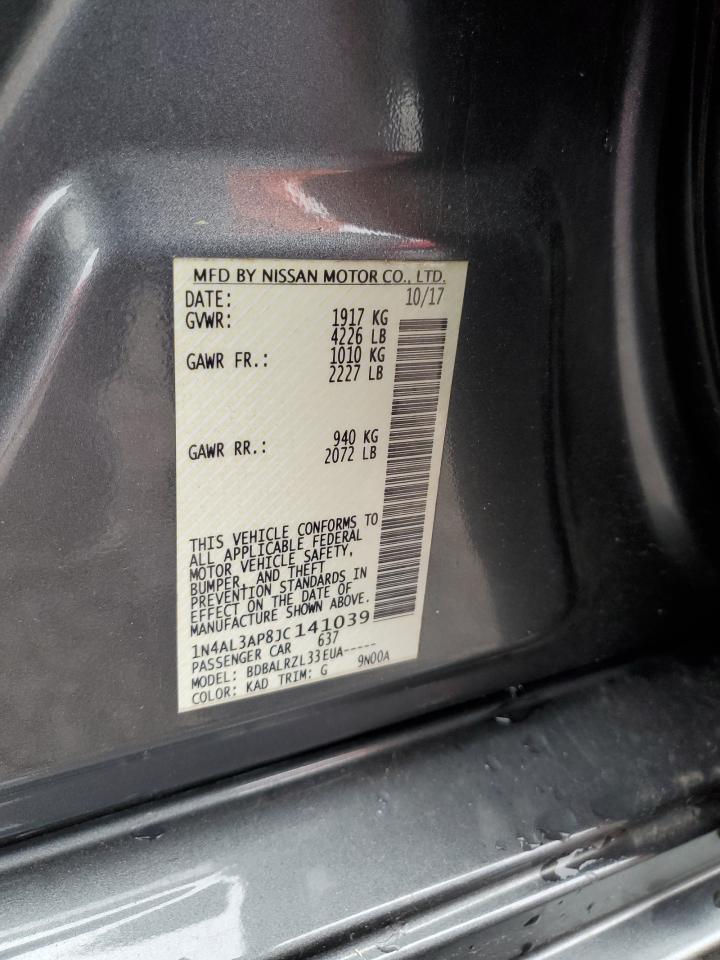 MFD BY NISSAN MOTOR CO., LTD.
DATE: 10/17
GVWR: 1917 KG
4226 LB
GAWR FR.: 1010 KG
2227 LB
GAWR RR.: 940 KG
2072 LB
THIS VEHICLE CONFORMS TO
ALL APPLICABLE FEDERAL
MOTOR VEHICLE SAFETY,
BUMPER, AND THEFT
PREVENTION STANDARDS IN
EFFECT ON THE DATE OF
MANUFACTURE SHOWN ABOVE.
1N4AL3AP8JC141039
PASSENGER CAR 637
MODEL: BDBALRZL33EUA-----
COLOR: KAD TRIM: G 9N00A